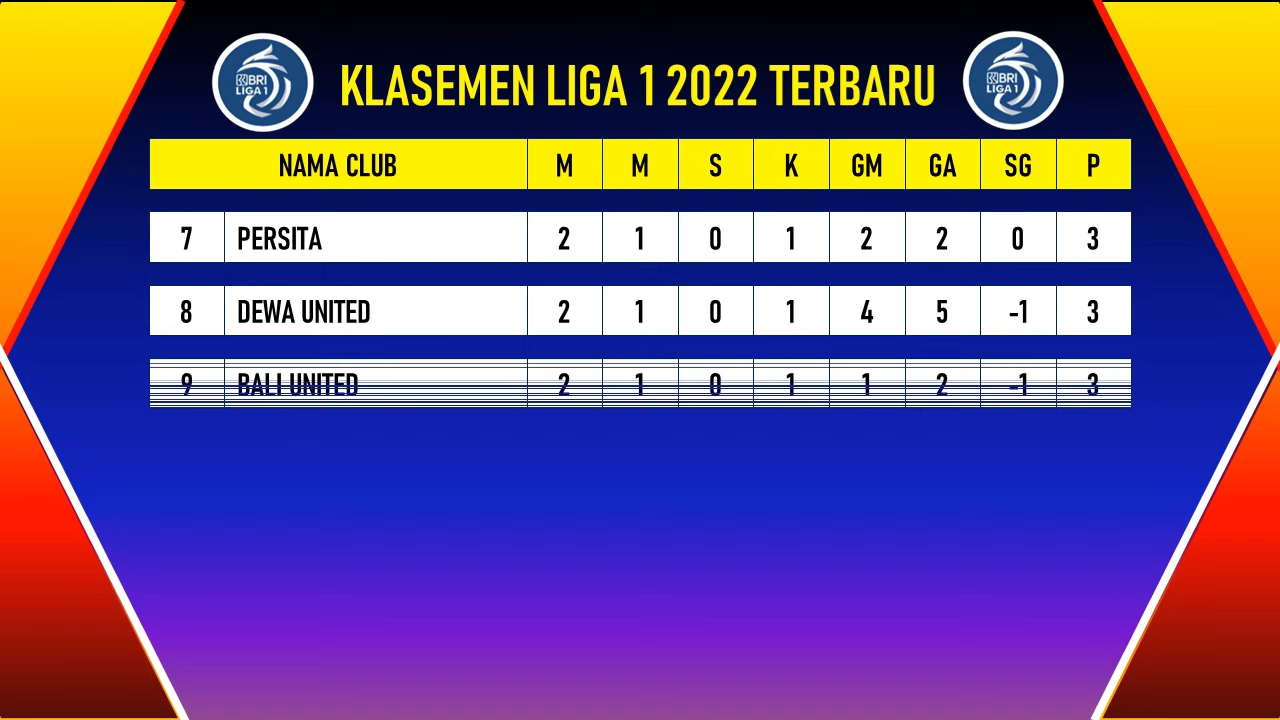 BRI
LIGA 1
KLASEMEN LIGA 1 2022 TERBARU
BRI
LIGA 1
NAMA CLUB M M S K GM GA SG P
7 PERSITA 2 1 0 1 2 2 0 3
8 DEWA UNITED 2 1 0 1 4 5 -1 3
9 BALI UNITED 2 1 0 1 1 2 -1 3